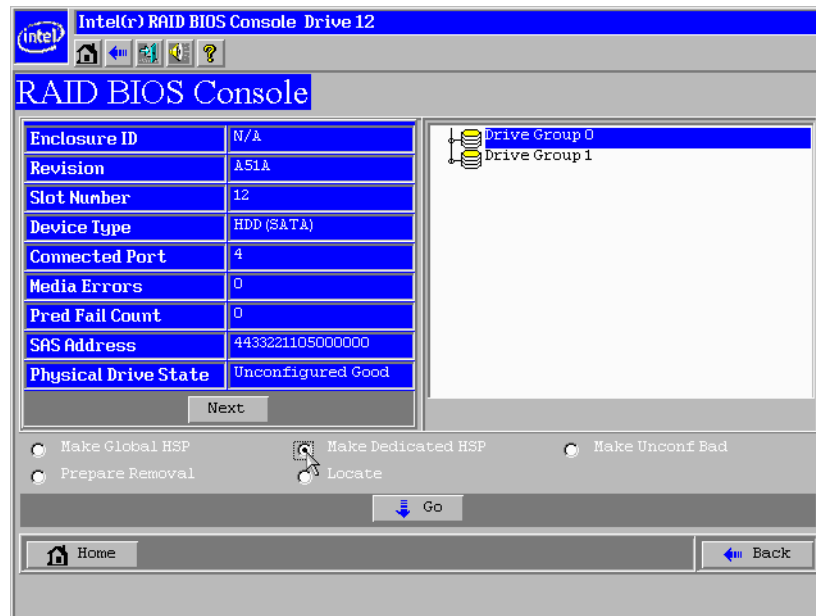 intel
Intel(r) RAID BIOS Console Drive 12
?
RAID BIOS Console
Enclosure ID N/A
Revision A51A
Slot Number 12
Device Type HDD (SATA)
Connected Port 4
Media Errors 0
Pred Fail Count 0
SAS Address 4433221105000000
Physical Drive State Unconfigured Good
Next
Drive Group 0
Drive Group 1
Make Global HSP Make Dedicated HSP Make Unconf Bad
Prepare Removal Locate
Go
Home Back